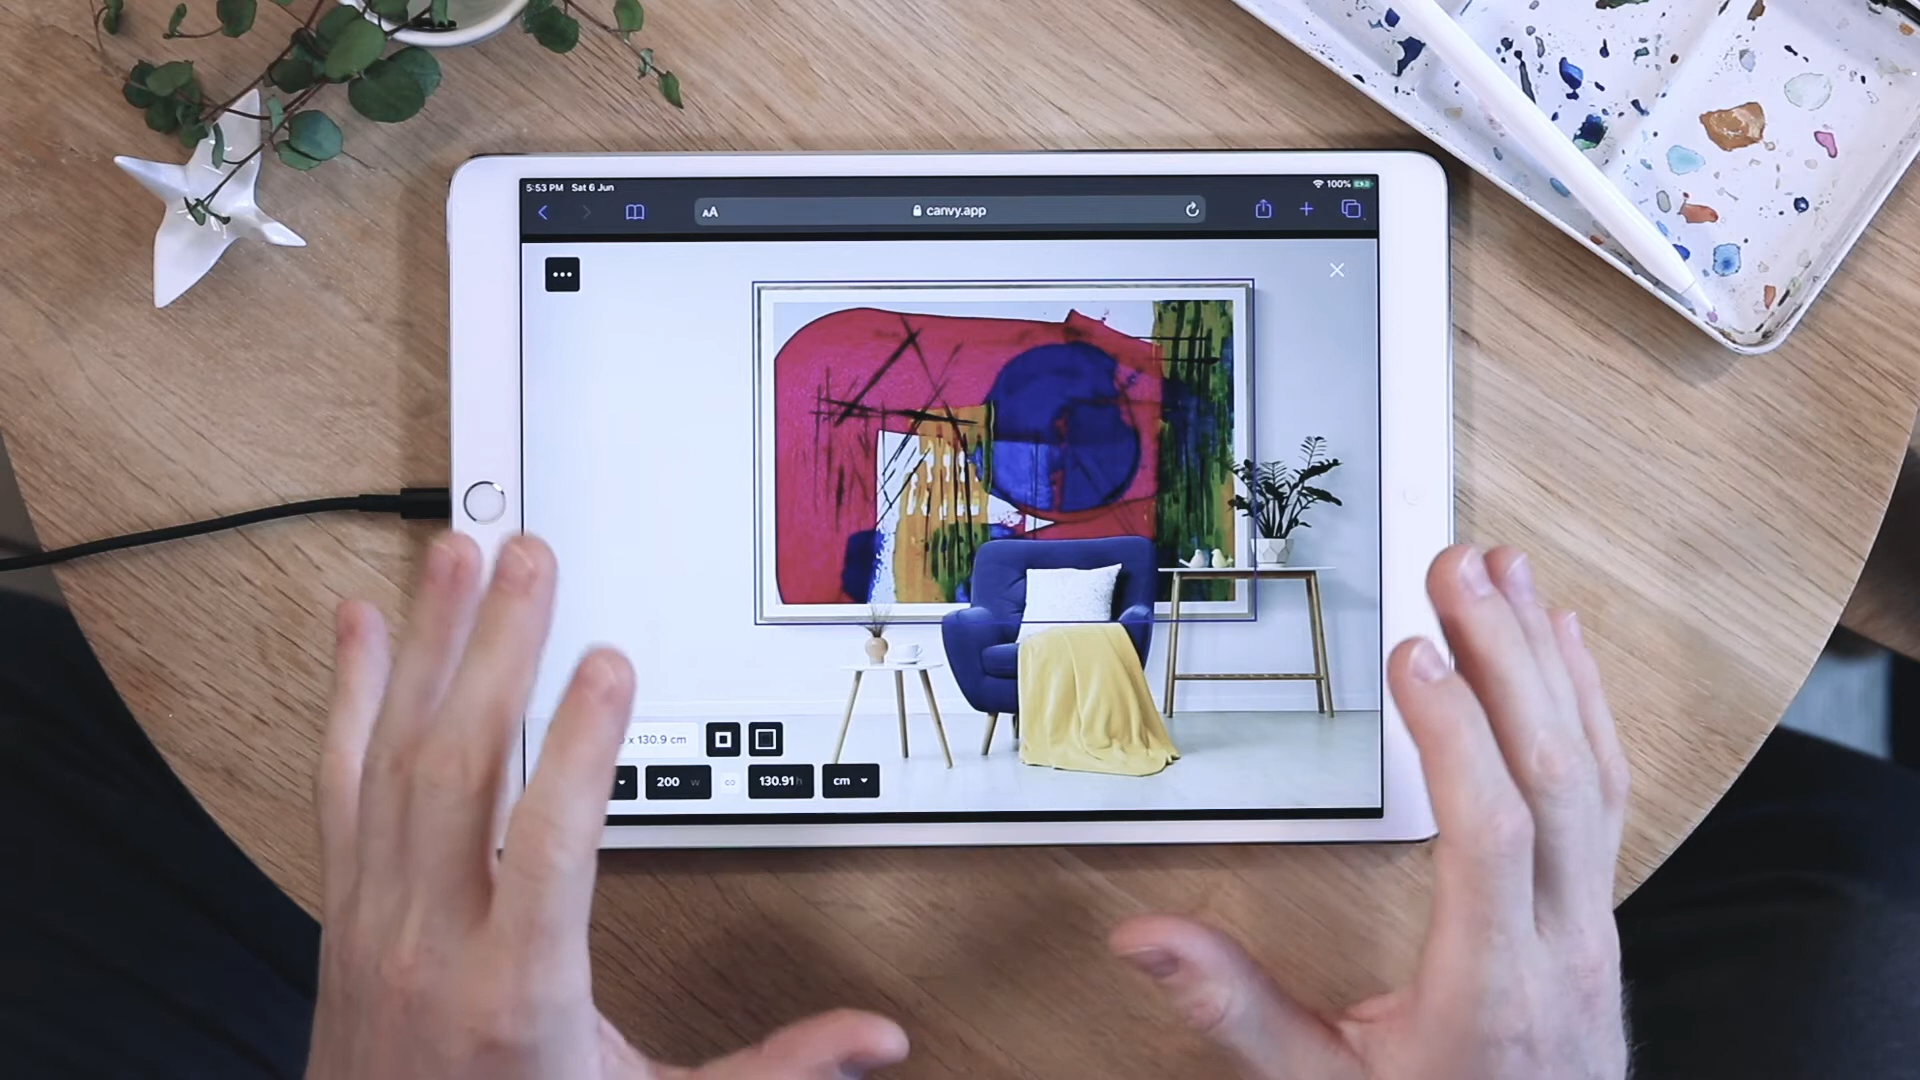 5:53 PM Sat 6 Jun
100%
AA
canvy.app
x 130.9 cm
200 w
130.91 h
cm